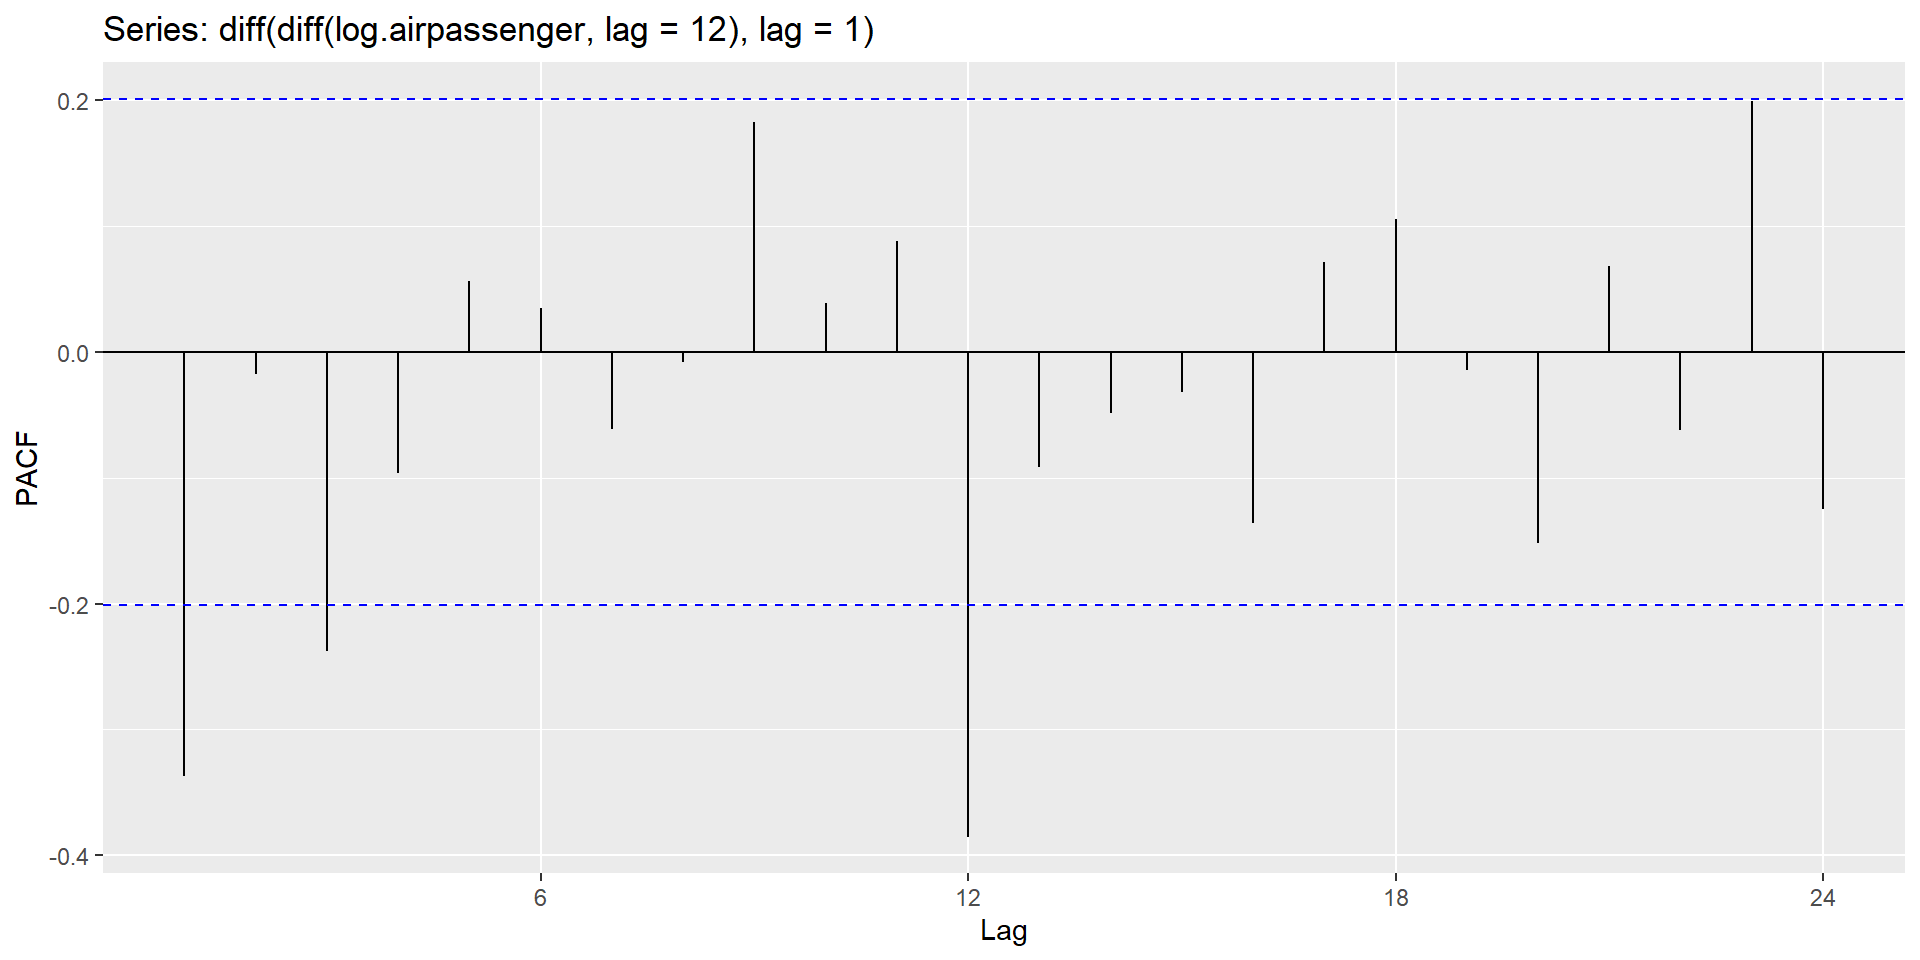 Series: diff(diff(log.airpassenger, lag = 12), lag = 1)
0.2
0.0
-0.2
-0.4
PACF
6 12 18 24
Lag